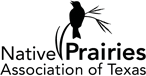 Native Prairies
Association of Texas